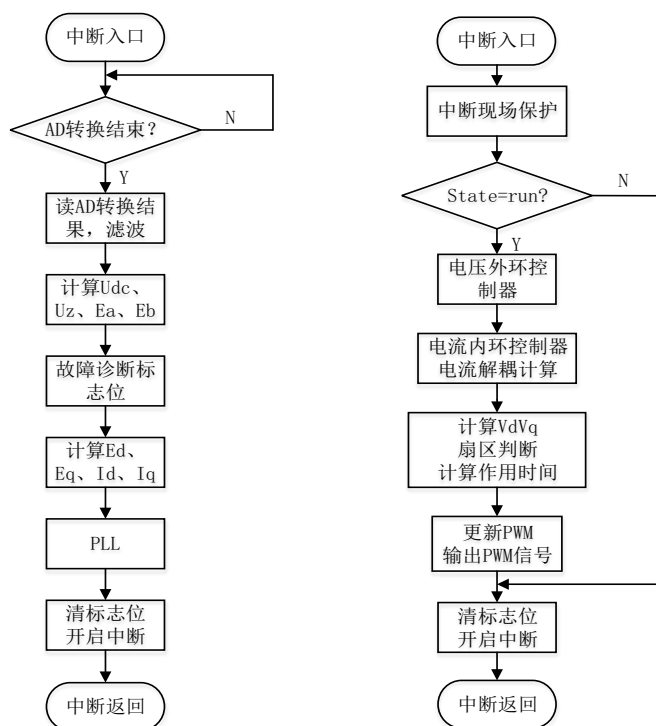 中断入口
AD转换结束?
N
Y
读AD转换结
果，滤波
计算Udc、
Uz、Ea、Eb
故障诊断标
志位
计算Ed、
Eq、Id、Iq
PLL
清标志位
开启中断
中断返回
中断入口
中断现场保护
State=run?
N
Y
电压外环控
制器
电流内环控制器
电流解耦计算
计算VdVq
扇区判断
计算作用时间
更新PWM
输出PWM信号
清标志位
开启中断
中断返回